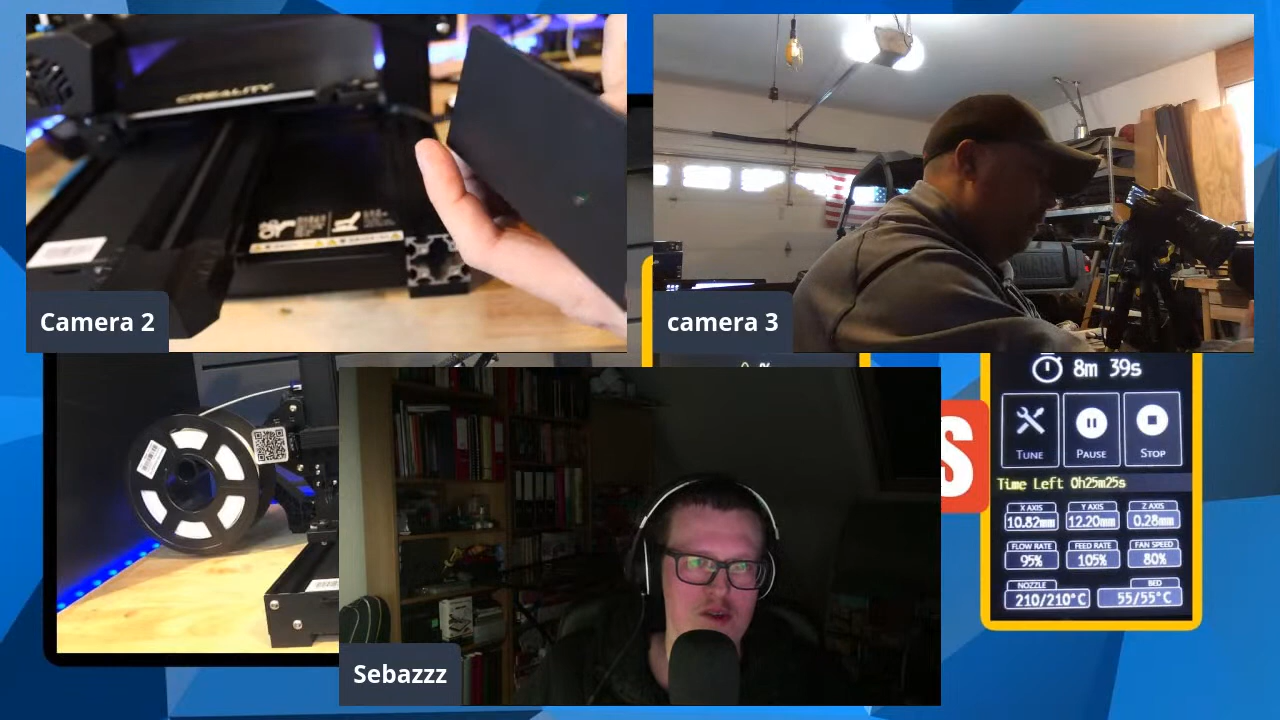 CREALITY
Camera 2
camera 3
8m 39s
TUNE
PAUSE
STOP
S
Time Left 0h25m25s
X AXIS
Y AXIS
Z AXIS
10.82mm
12.20mm
0.28mm
FLOW RATE
FEED RATE
FAN SPEED
95%
105%
80%
NOZZLE
BED
210/210°C
55/55°C
Sebazzz